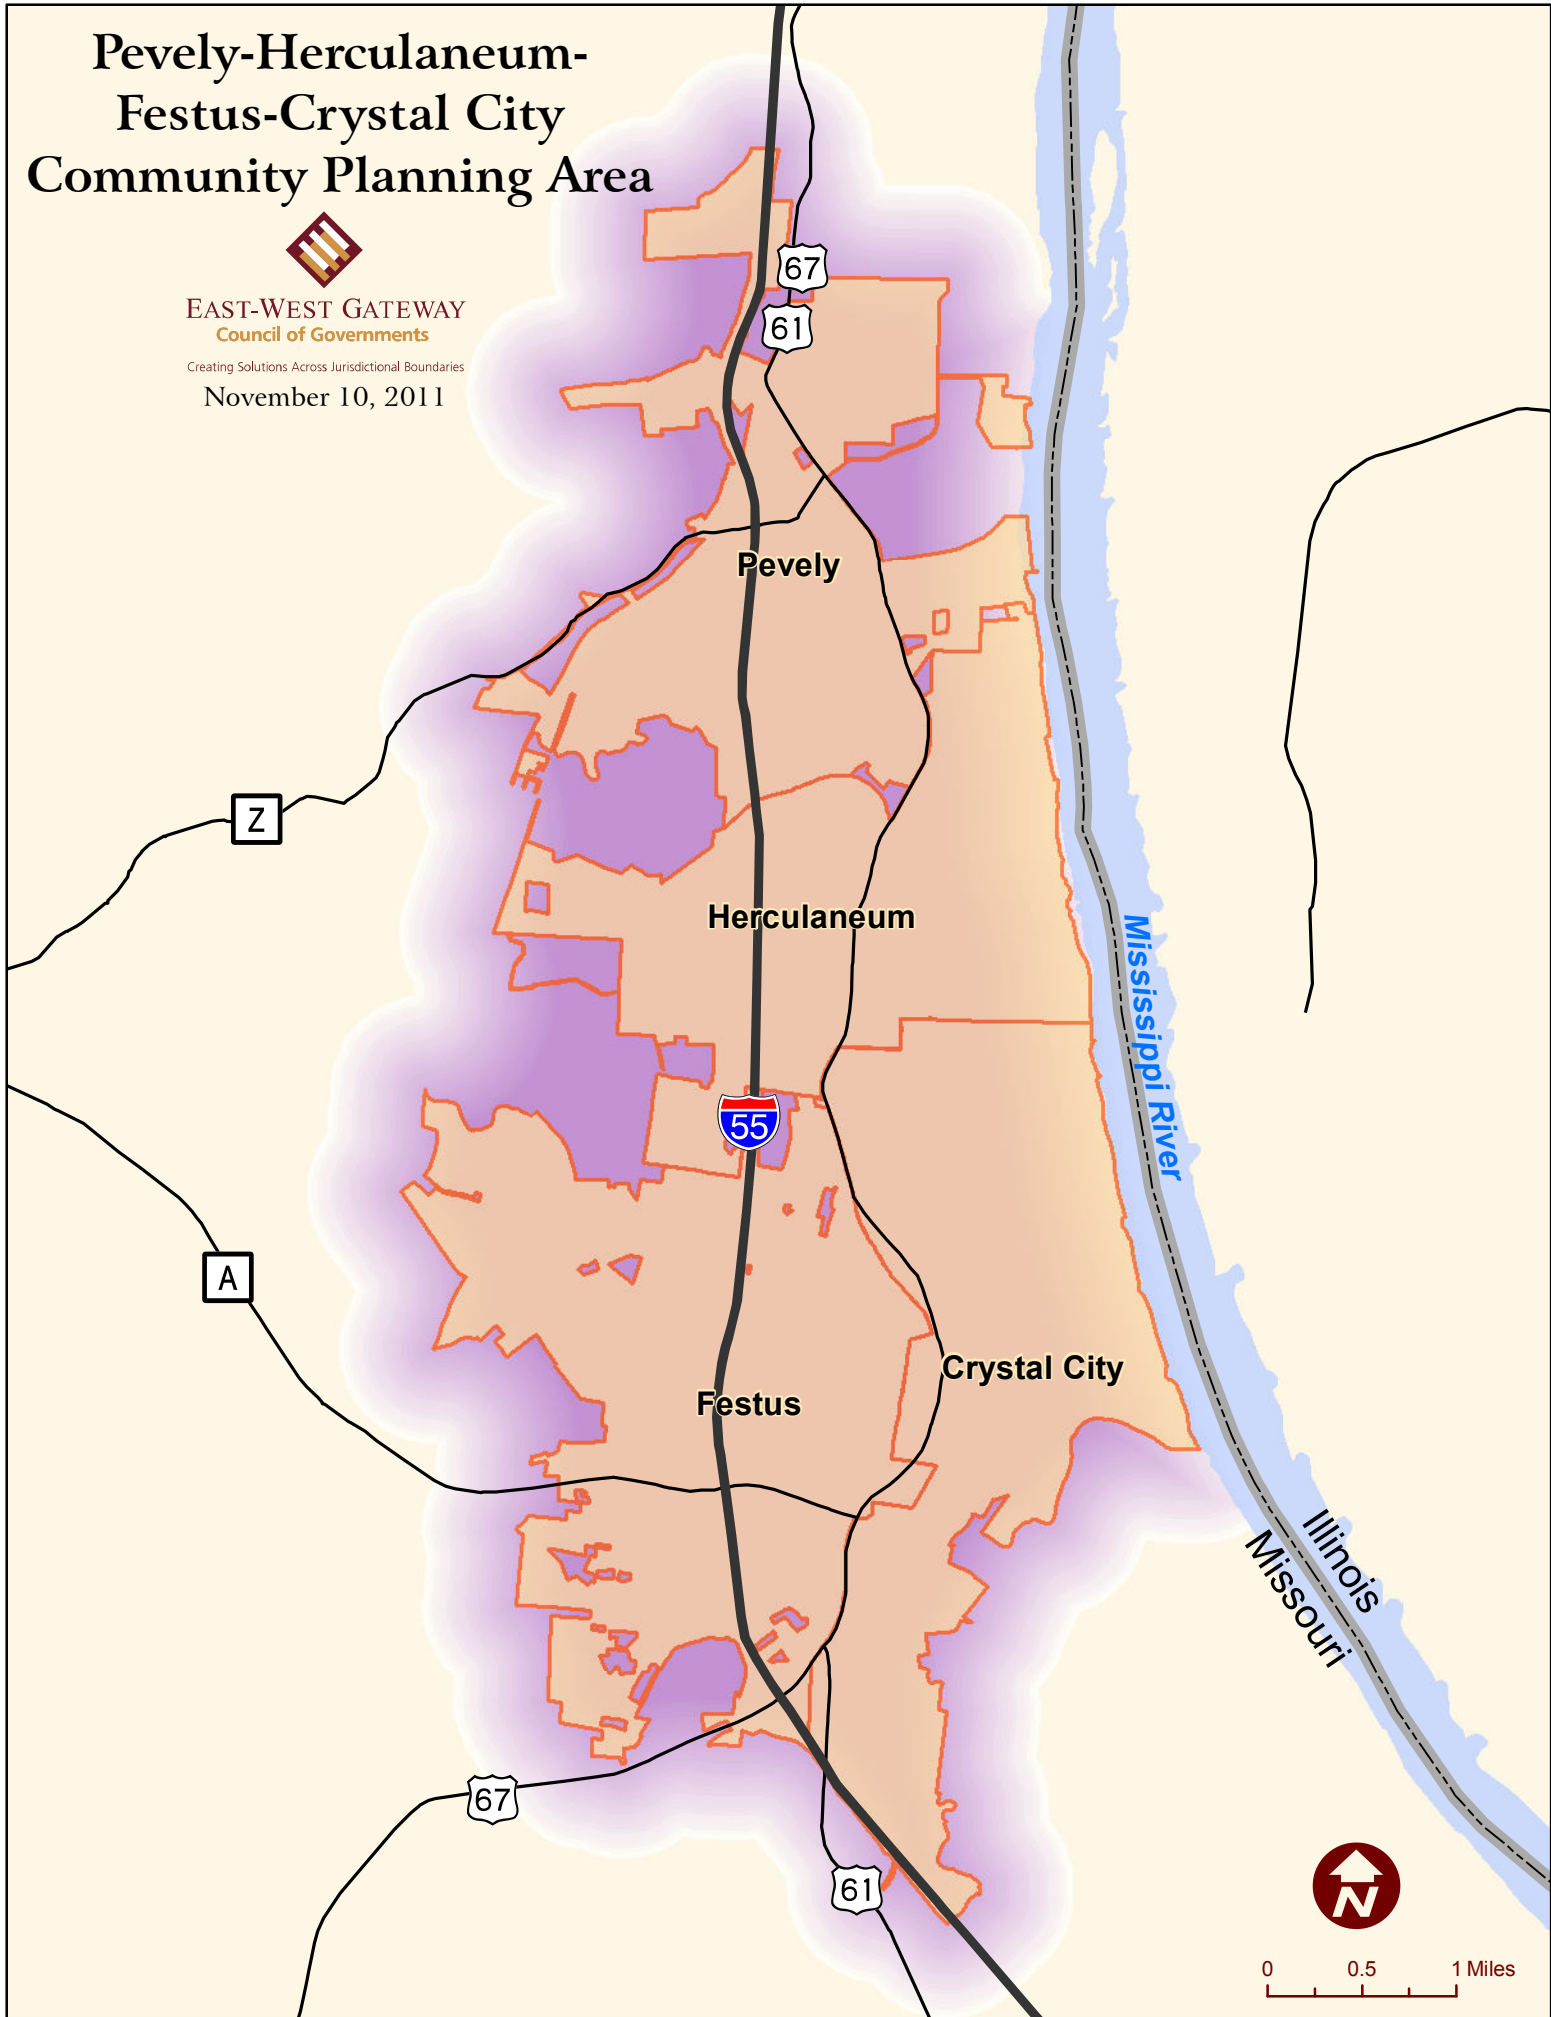 Pevely-Herculaneum-
Festus-Crystal City
Community Planning Area
EAST-WEST GATEWAY
Council of Governments
Creating Solutions Across Jurisdictional Boundaries
November 10, 2011
67
61
Pevely
Z
Herculaneum
Mississippi River
55
A
Crystal City
Festus
Illinois
Missouri
67
61
N
0 0.5 1 Miles